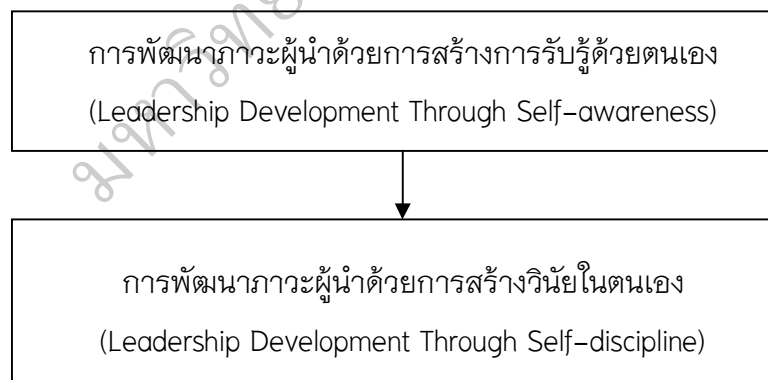 การพัฒนาภาวะผู้นำด้วยการสร้างการรับรู้ด้วยตนเอง
(Leadership Development Through Self-awareness)
การพัฒนาภาวะผู้นำด้วยการสร้างวินัยในตนเอง
(Leadership Development Through Self-discipline)